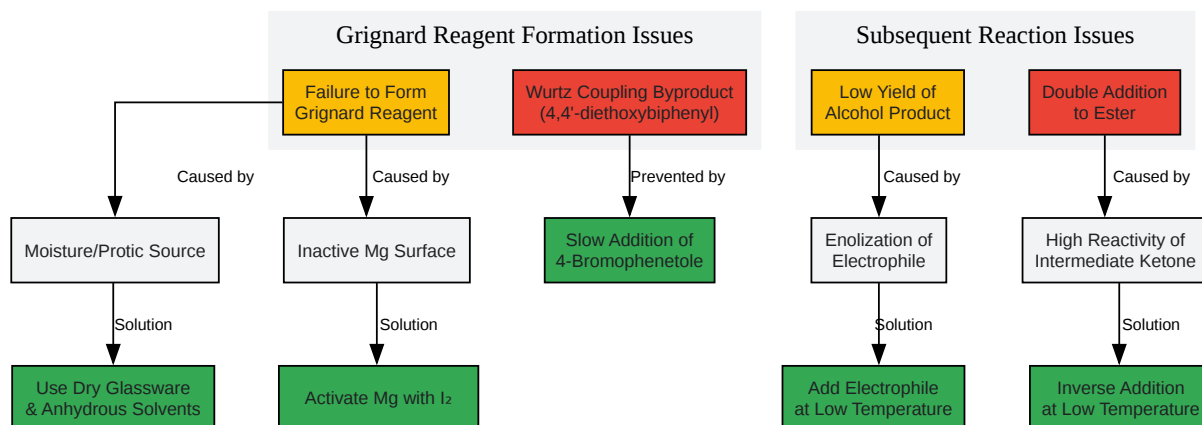 Grignard Reagent Formation Issues
Subsequent Reaction Issues
Failure to Form
Grignard Reagent
Wurtz Coupling Byproduct
(4,4'-diethoxybiphenyl)
Low Yield of
Alcohol Product
Double Addition
to Ester
Caused by
Caused by
Prevented by
Caused by
Caused by
Moisture/Protic Source
Inactive Mg Surface
Slow Addition of
4-Bromophenetole
Enolization of
Electrophile
High Reactivity of
Intermediate Ketone
Solution
Solution
Solution
Solution
Use Dry Glassware
& Anhydrous Solvents
Activate Mg with I₂
Add Electrophile
at Low Temperature
Inverse Addition
at Low Temperature